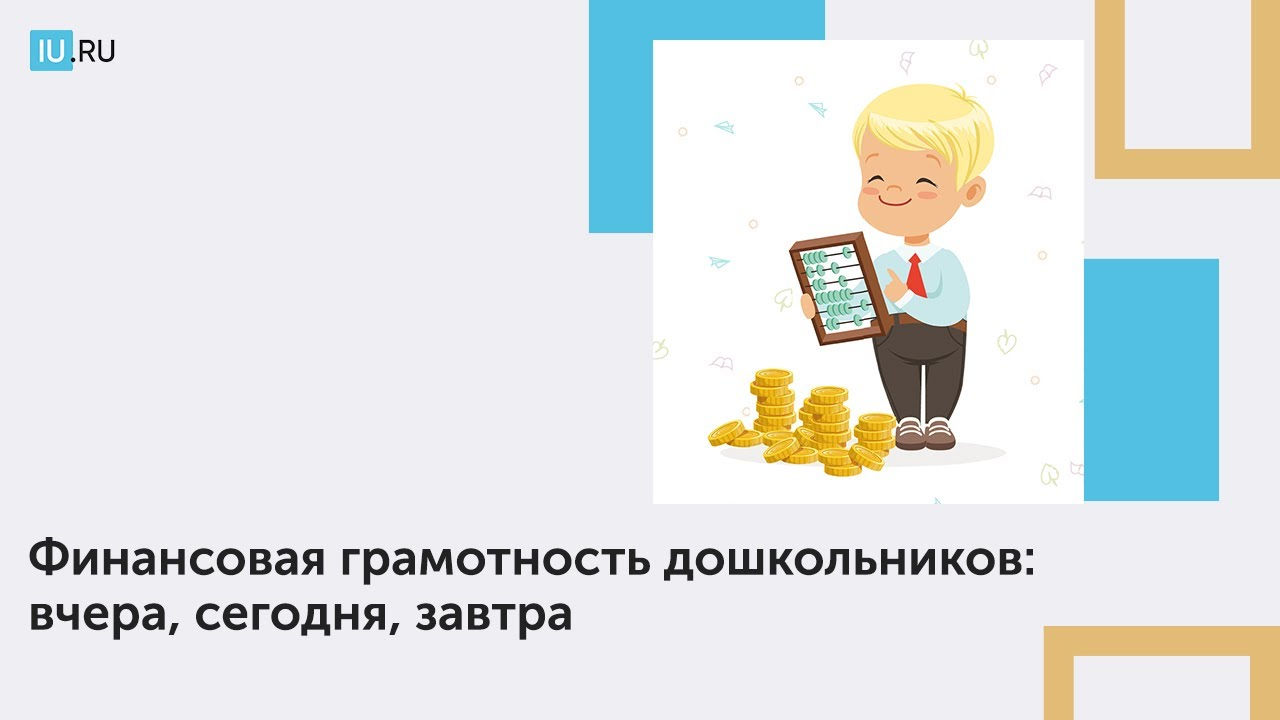 IU.RU
Финансовая грамотность дошкольников:
вчера, сегодня, завтра